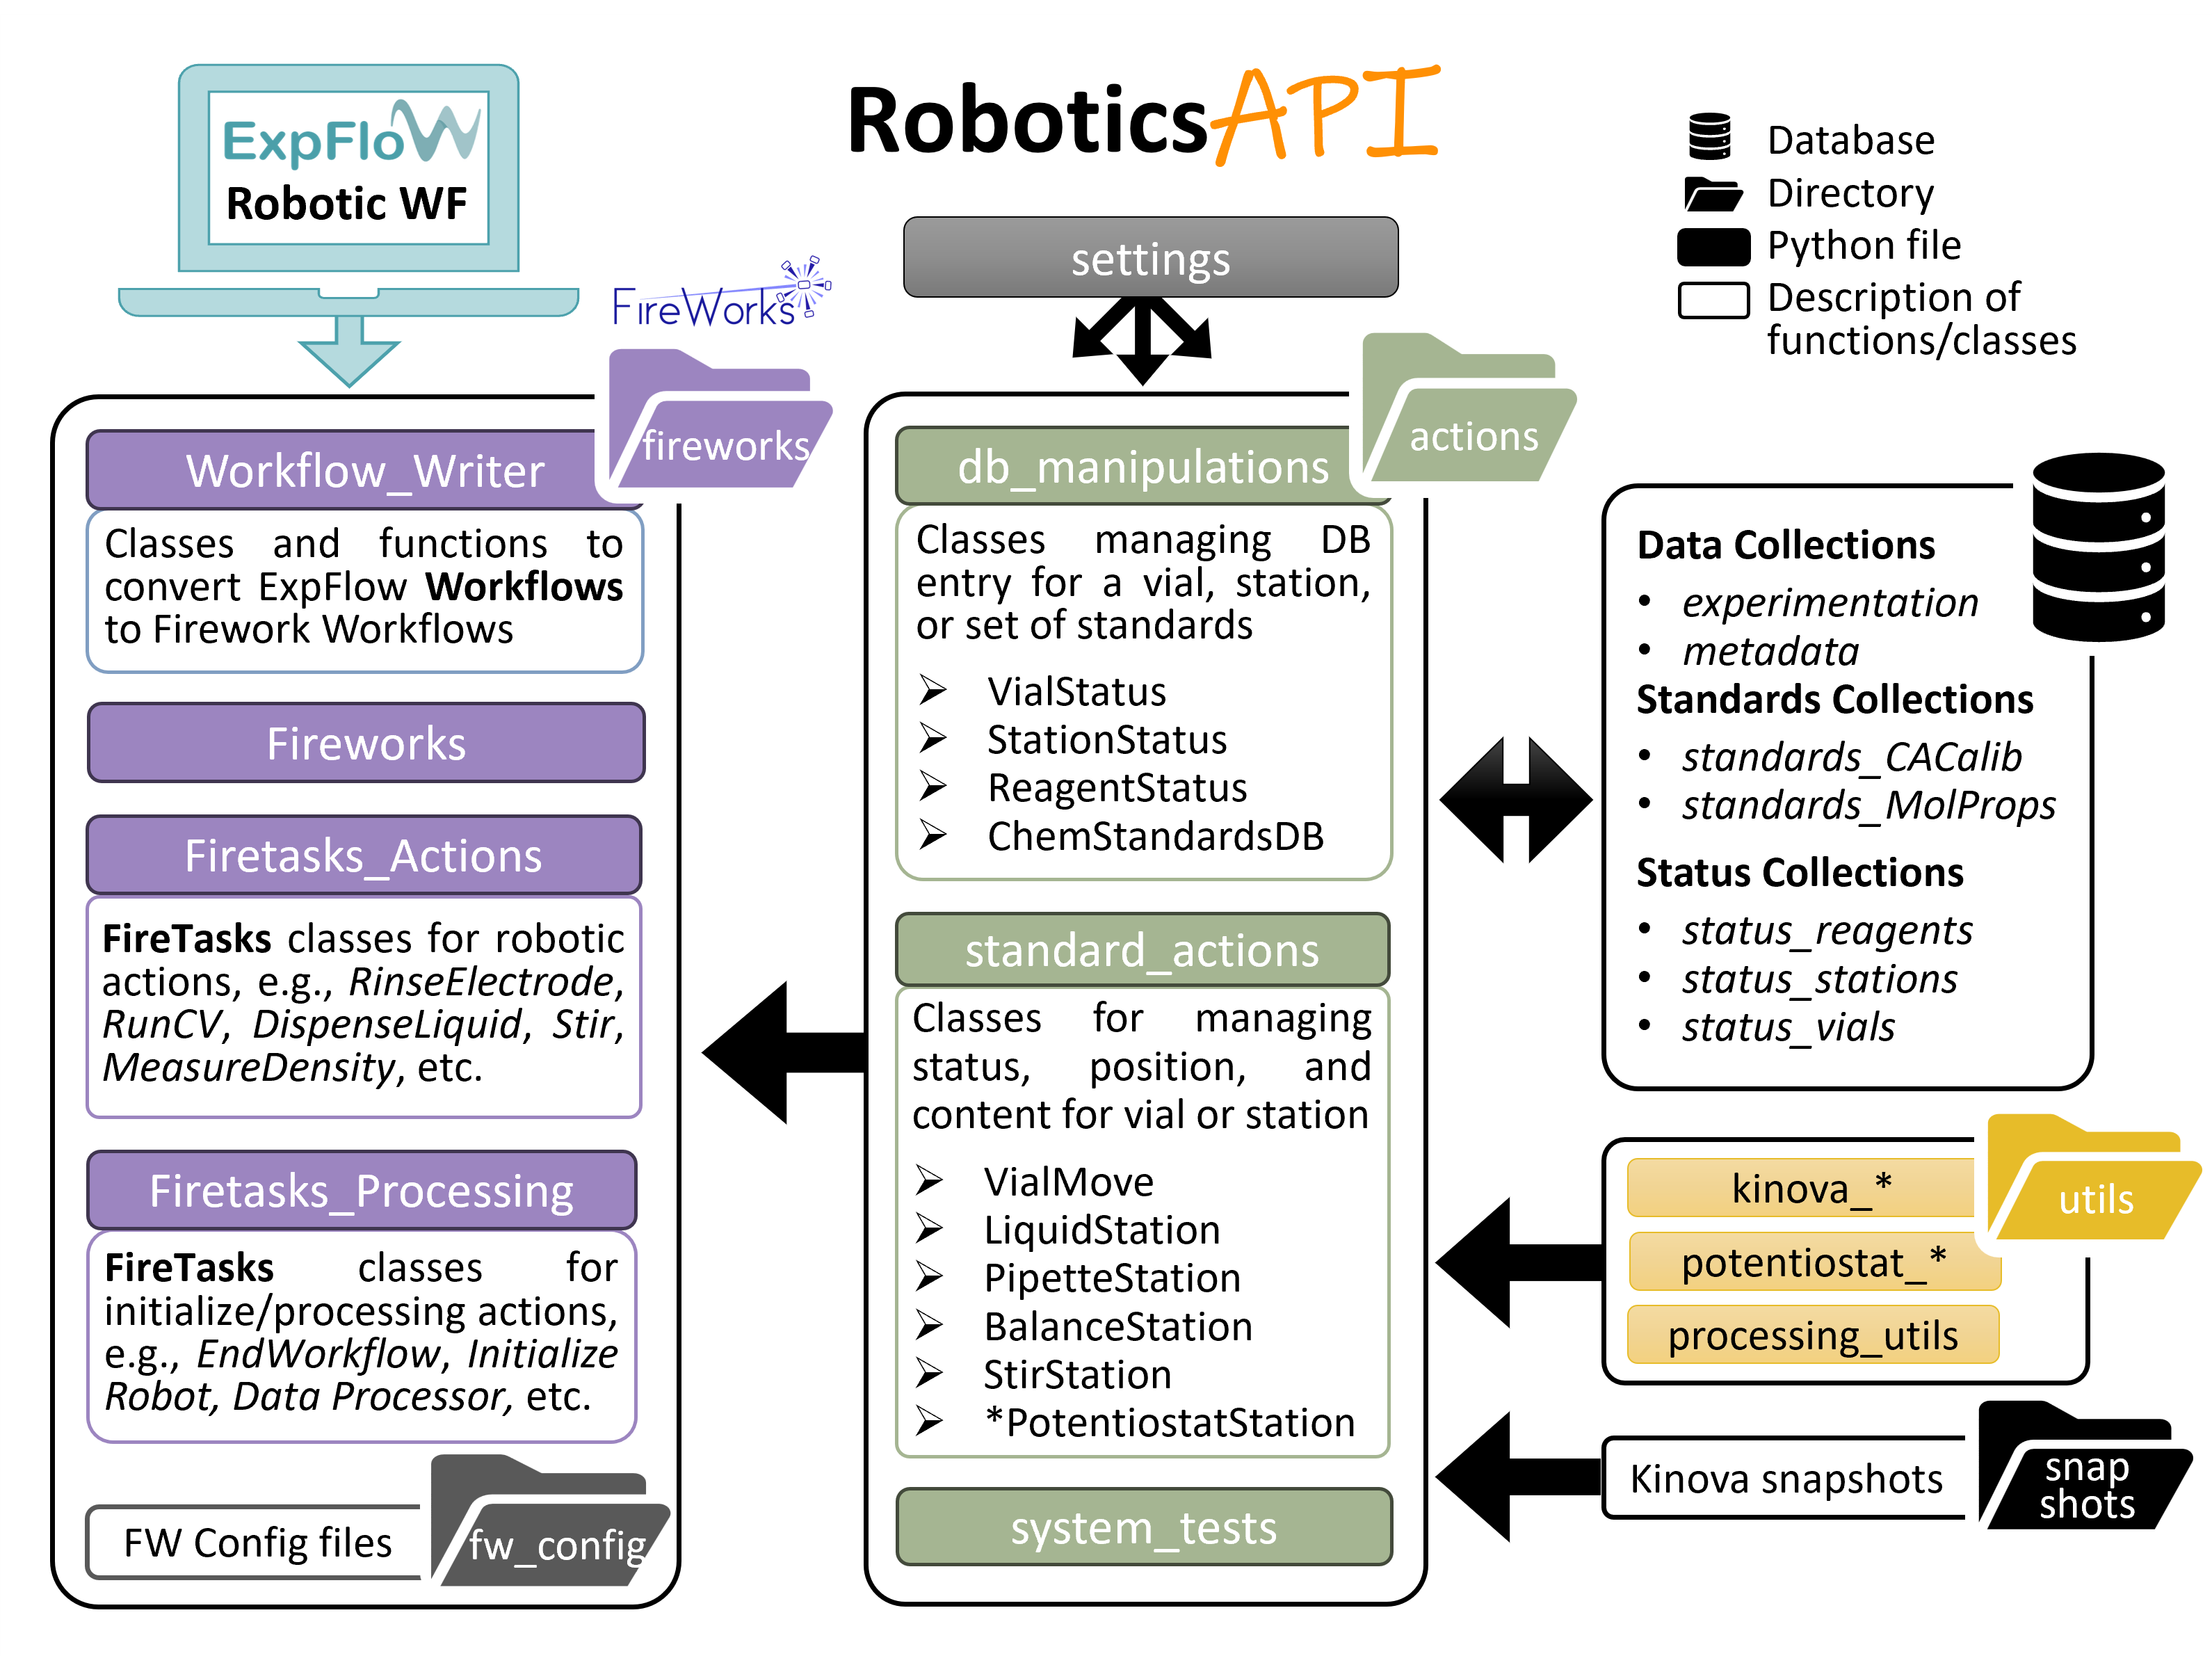 ExpFlow
Robotic WF
RoboticsAPI
Database
Directory
Python file
Description of
functions/classes
settings
FireWorks
fireworks
Workflow_Writer
Classes and functions to
convert ExpFlow Workflows
to Firework Workflows
Fireworks
Firetasks_Actions
FireTasks classes for robotic
actions, e.g., RinseElectrode,
RunCV, DispenseLiquid, Stir,
MeasureDensity, etc.
Firetasks_Processing
FireTasks classes for
initialize/processing actions,
e.g., EndWorkflow, Initialize
Robot, Data Processor, etc.
FW Config files
fw_config
actions
db_manipulations
Classes managing DB
entry for a vial, station,
or set of standards
➢ VialStatus
➢ StationStatus
➢ ReagentStatus
➢ ChemStandardsDB
standard_actions
Classes for managing
status, position, and
content for vial or station
➢ VialMove
➢ LiquidStation
➢ PipetteStation
➢ BalanceStation
➢ StirStation
➢ *PotentiostatStation
system_tests
Data Collections
• experimentation
• metadata
Standards Collections
• standards_CACalib
• standards_MolProps
Status Collections
• status_reagents
• status_stations
• status_vials
utils
kinova_*
potentiostat_*
processing_utils
Kinova snapshots
snap
shots